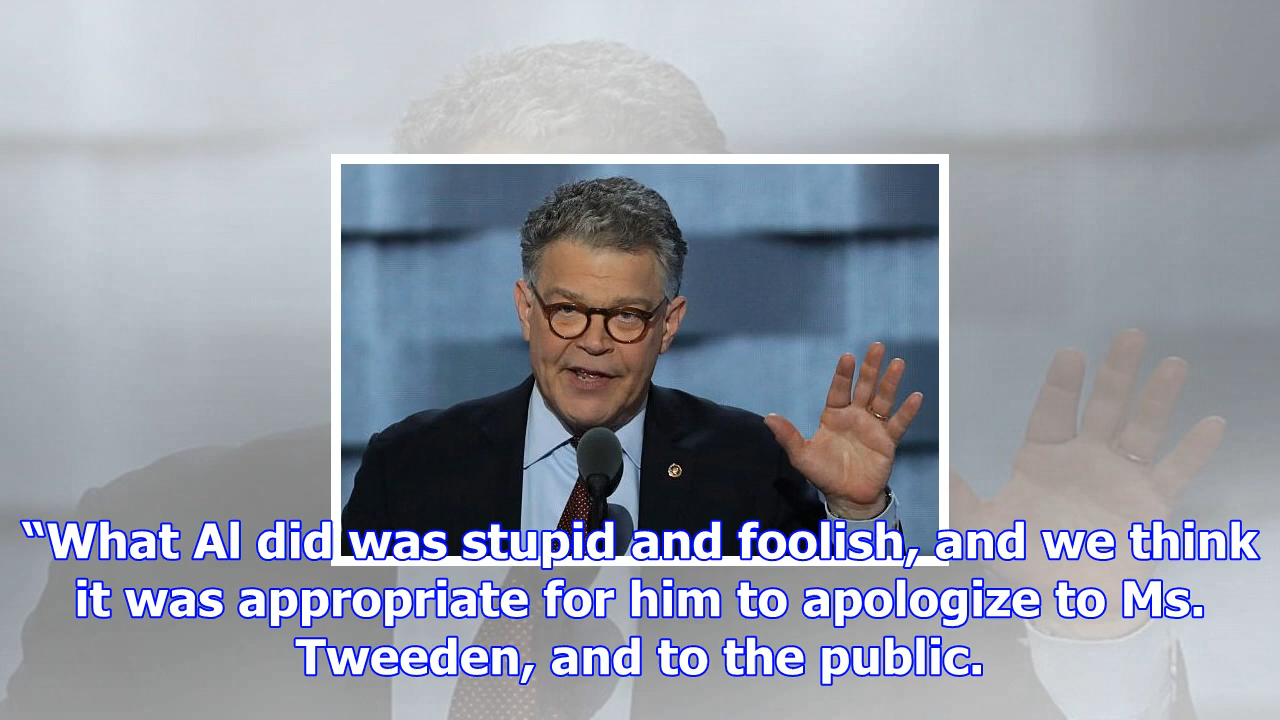 “What Al did was stupid and foolish, and we think
it was appropriate for him to apologize to Ms.
Tweeden, and to the public.